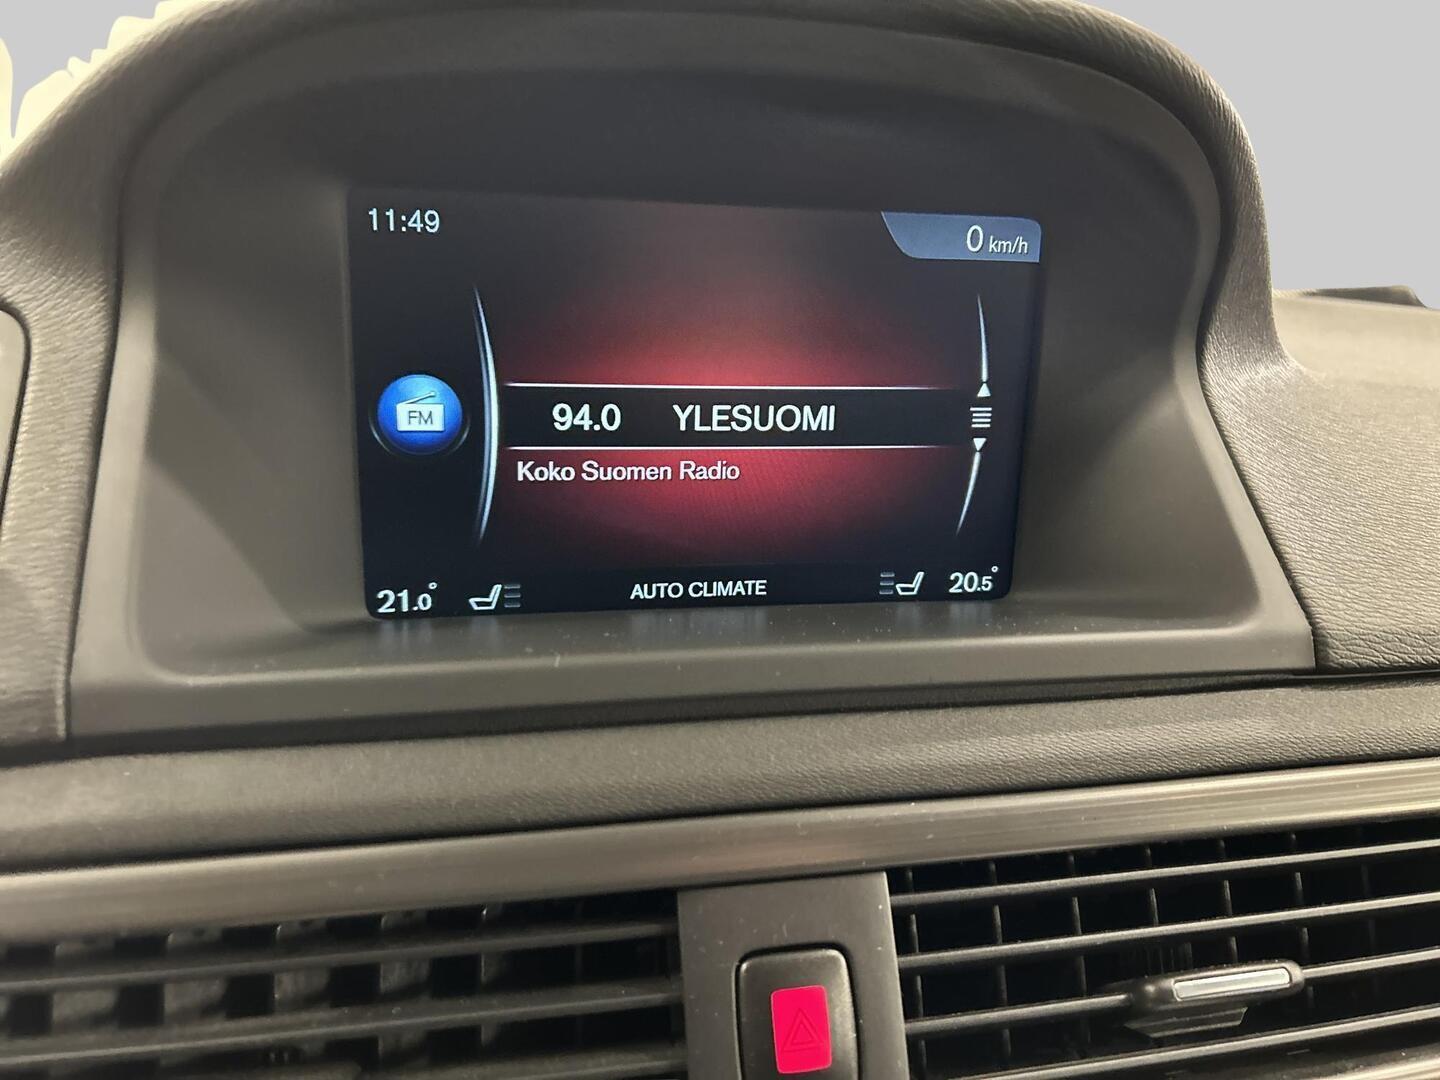 11:49
0 km/h
FM
94.0 YLESUOMI
Koko Suomen Radio
21.0° AUTO CLIMATE 20.5°